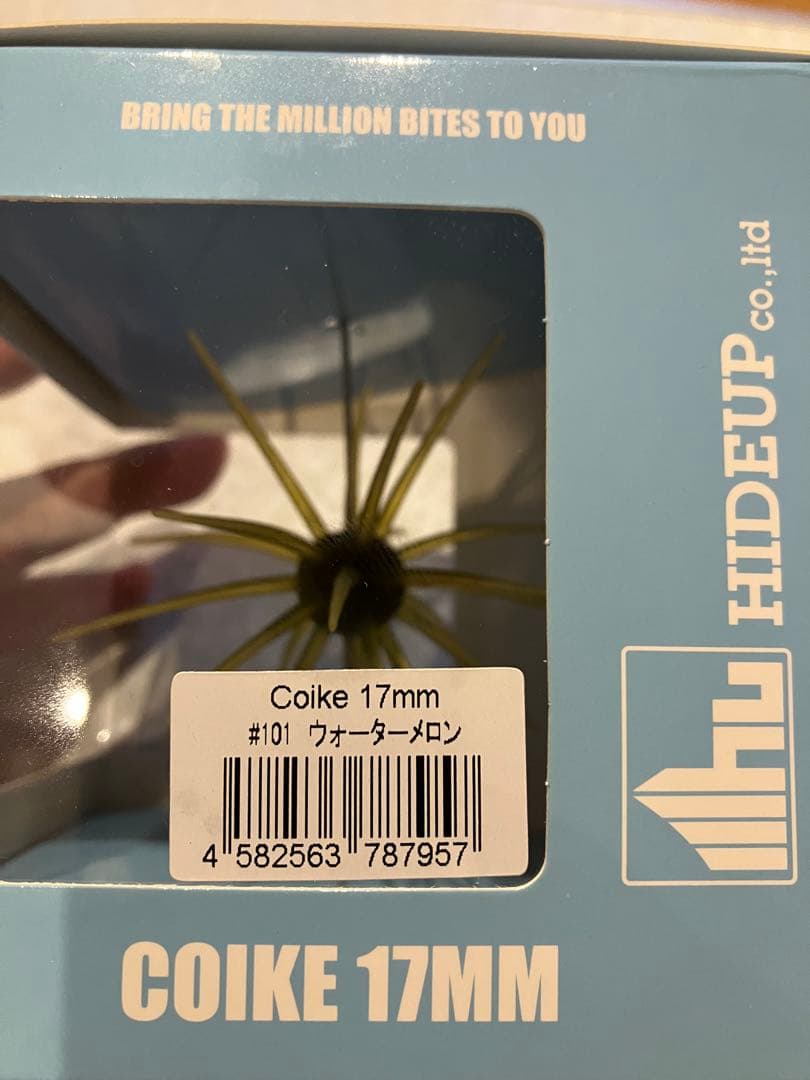 BRING THE MILLION BITES TO YOU
HIDEUP co.,ltd
hu
Coike 17mm
#101 ウォーターメロン
4 582563 787957
COIKE 17MM